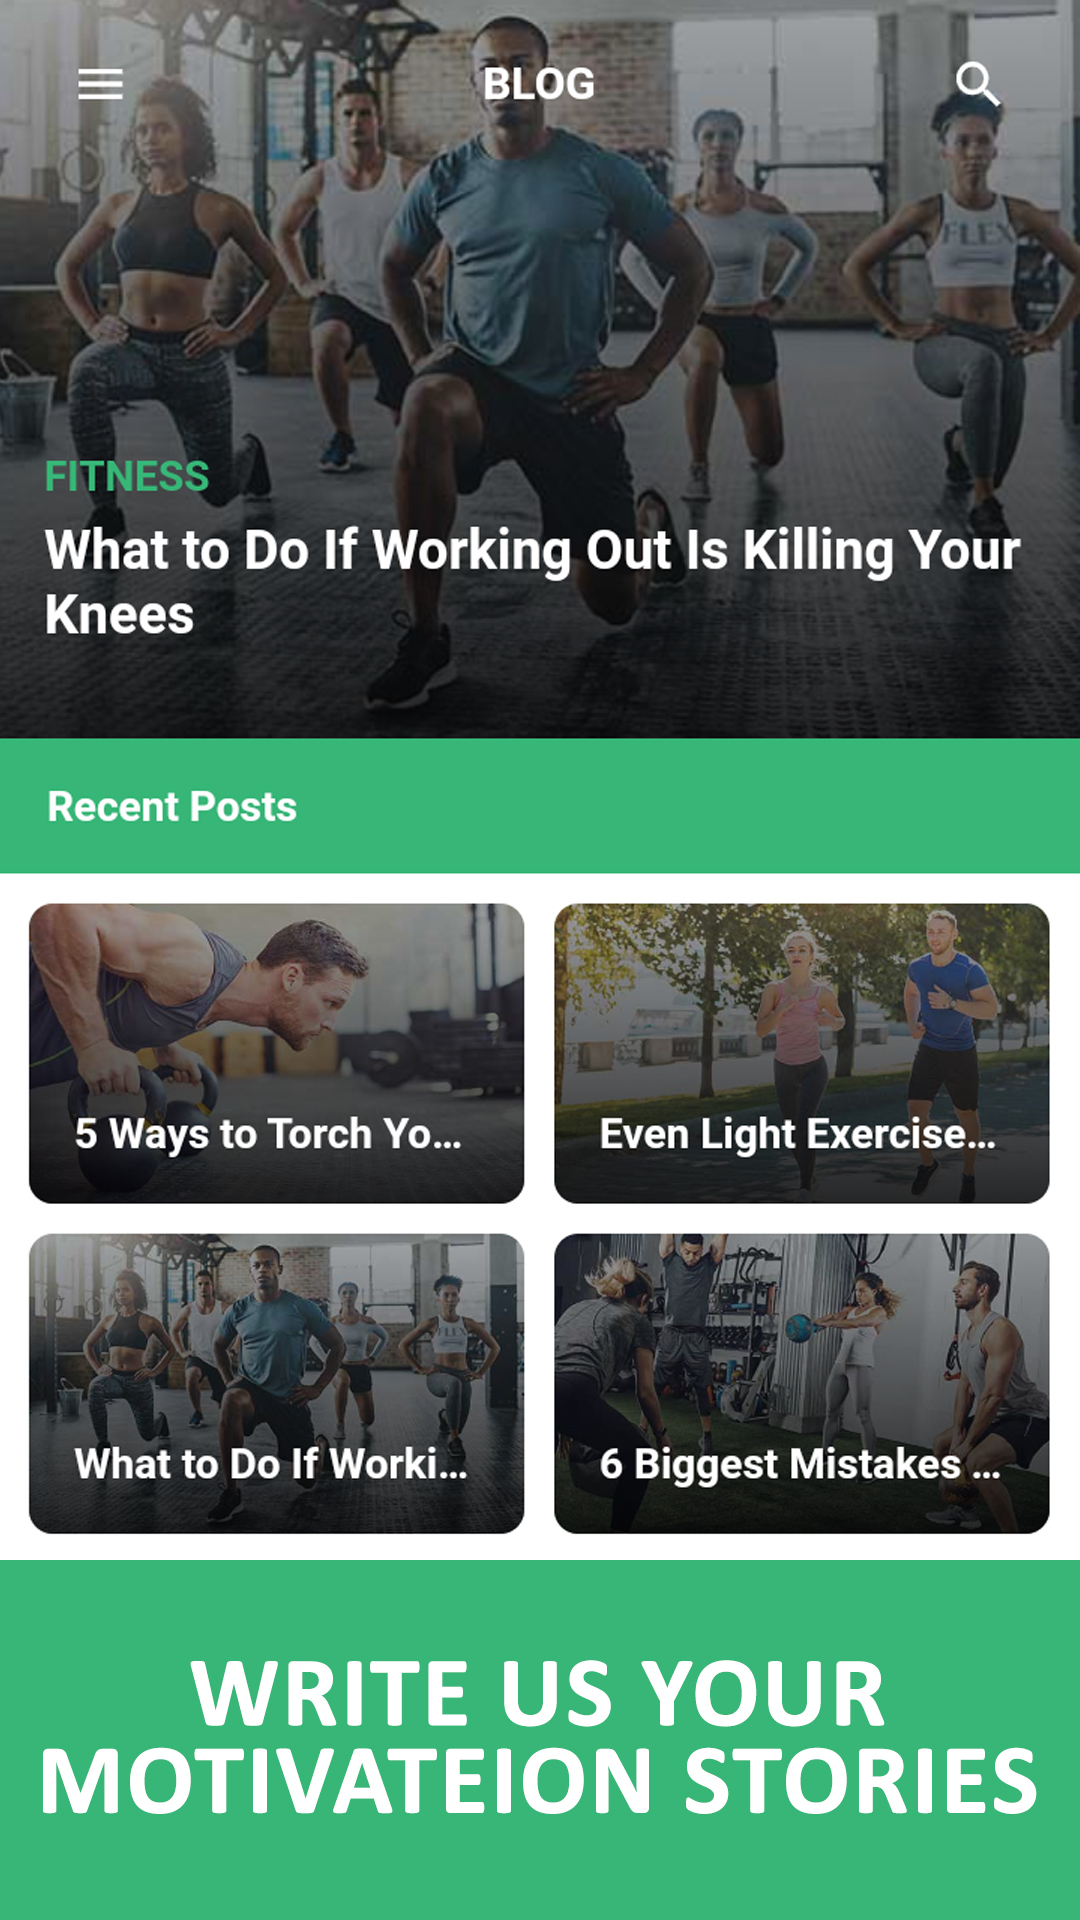 BLOG
FLEX
FITNESS
What to Do If Working Out Is Killing Your
Knees
Recent Posts
5 Ways to Torch Yo...
Even Light Exercise...
FLEX
What to Do If Worki...
6 Biggest Mistakes ...
WRITE US YOUR
MOTIVATEION STORIES